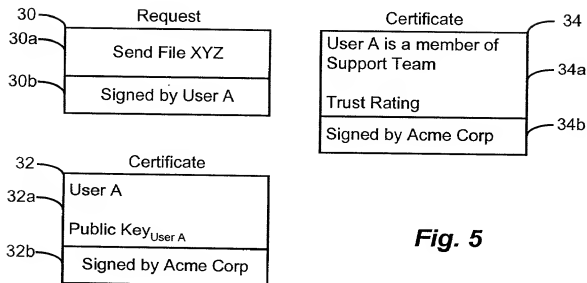 Request
30
30a
Send File XYZ
30b
Signed by User A
Certificate
34
User A is a member of
Support Team
34a
Trust Rating
34b
Signed by Acme Corp
Certificate
32
User A
32a
Public Key User A
32b
Signed by Acme Corp
Fig. 5